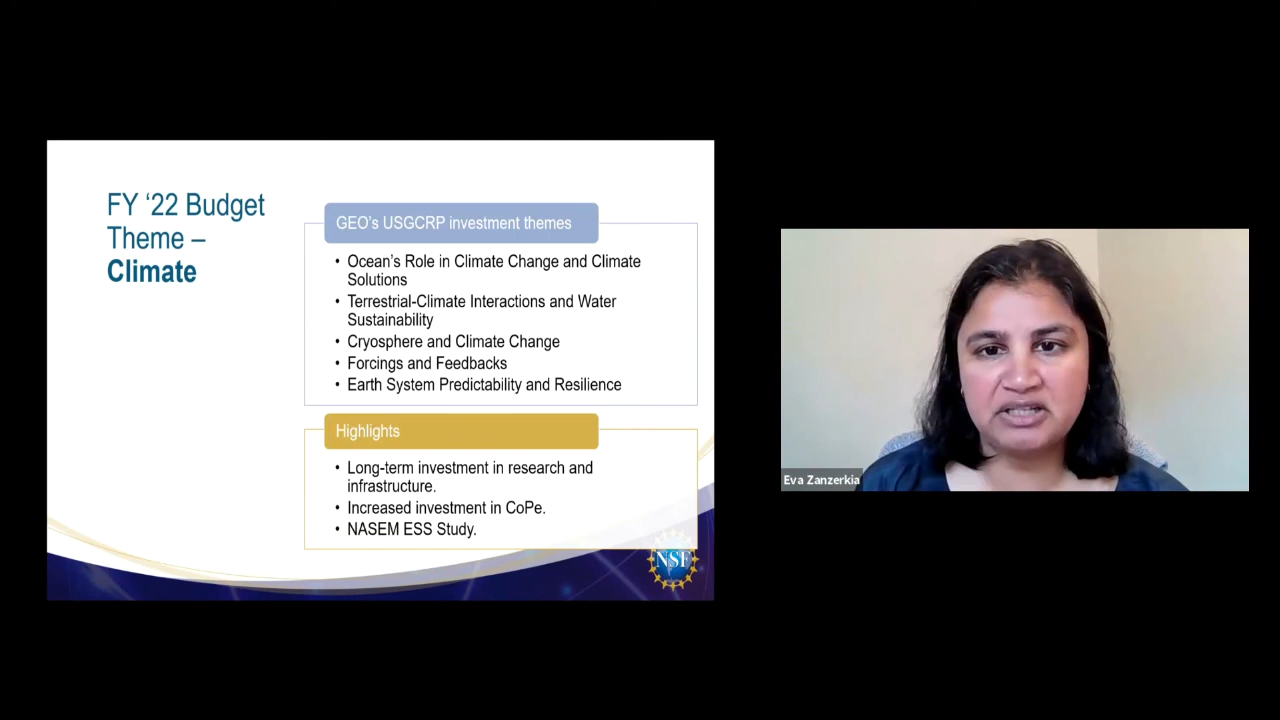 FY ‘22 Budget
Theme –
Climate
GEO’s USGCRP investment themes
• Ocean’s Role in Climate Change and Climate
Solutions
• Terrestrial-Climate Interactions and Water
Sustainability
• Cryosphere and Climate Change
• Forcings and Feedbacks
• Earth System Predictability and Resilience
Highlights
• Long-term investment in research and
infrastructure.
• Increased investment in CoPe.
• NASEM ESS Study.
NSF
Eva Zanzerkia